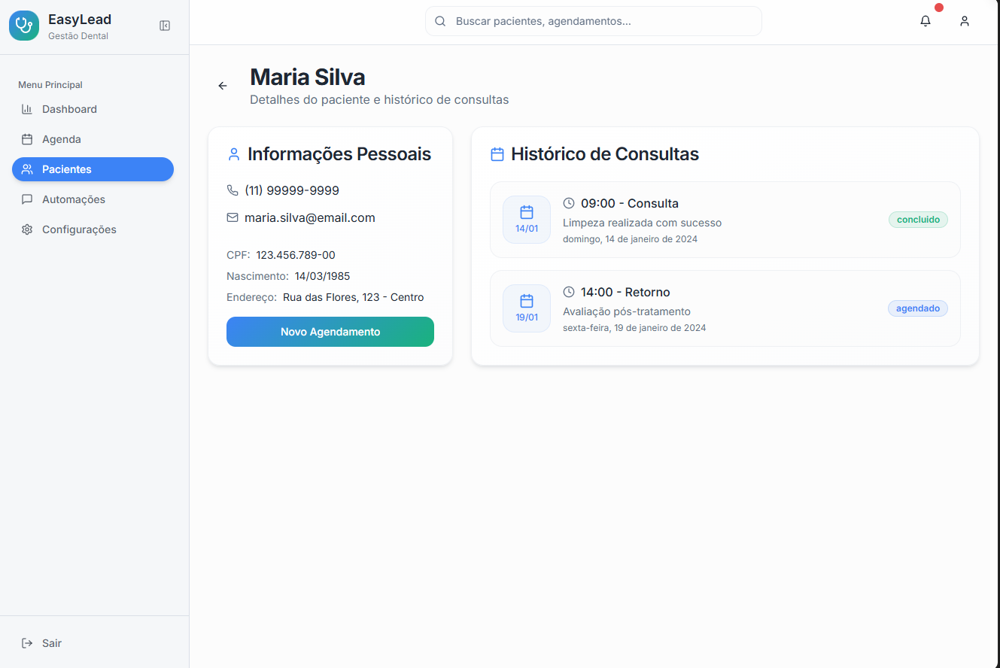 EasyLead
Gestão Dental
Buscar pacientes, agendamentos...
Menu Principal
Dashboard
Agenda
Pacientes
Automações
Configurações
Sair
Maria Silva
Detalhes do paciente e histórico de consultas
Informações Pessoais
(11) 99999-9999
maria.silva@email.com
CPF: 123.456.789-00
Nascimento: 14/03/1985
Endereço: Rua das Flores, 123 - Centro
Novo Agendamento
Histórico de Consultas
14/01
09:00 - Consulta
Limpeza realizada com sucesso
domingo, 14 de janeiro de 2024
concluido
19/01
14:00 - Retorno
Avaliação pós-tratamento
sexta-feira, 19 de janeiro de 2024
agendado